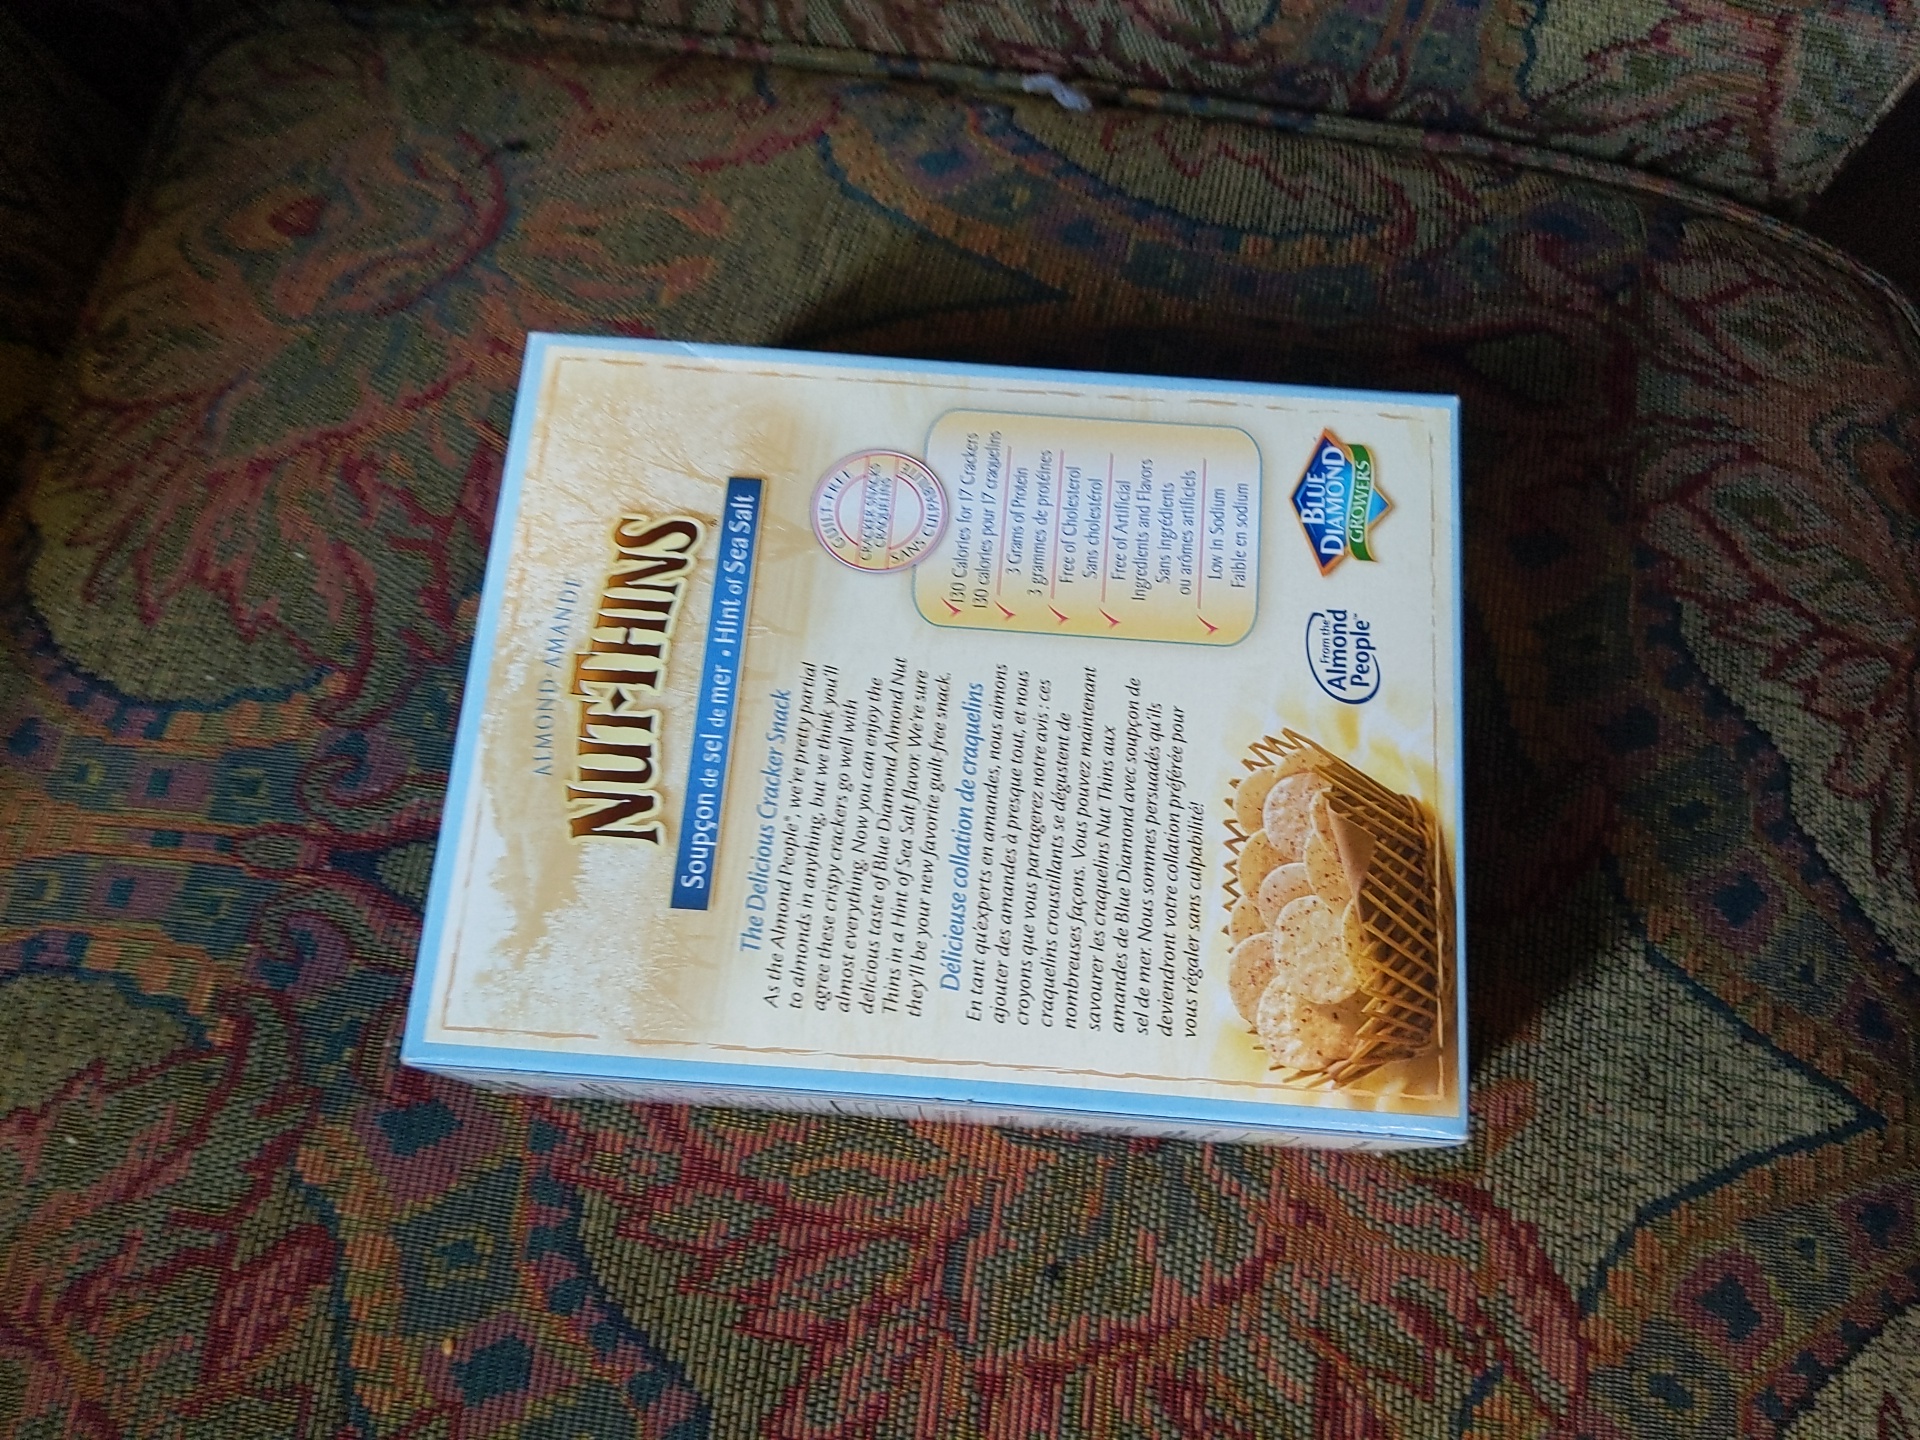 ALMOND • AMANDE
NUT-THINS
Soupçon de sel de mer • Hint of Sea Salt
The Delicious Cracker Snack
As the Almond People®, we're pretty partial
to almonds in anything, but we think you'll
agree these crispy crackers go well with
almost everything. Now you can enjoy the
delicious taste of Blue Diamond Almond Nut
Thins in a Hint of Sea Salt flavor. We're sure
they'll be your new favorite guilt-free snack.
Délicieuse collation de craquelins
En tant qu'experts en amandes, nous aimons
ajouter des amandes à presque tout, et nous
croyons que vous partagerez notre avis : ces
craquelins croustillants se dégustent de
nombreuses façons. Vous pouvez maintenant
savourer les craquelins Nut Thins aux
amandes de Blue Diamond avec soupçon de
sel de mer. Nous sommes persuadés qu'ils
deviendront votre collation préférée pour
vous régaler sans culpabilité!
GUILT-FREE
CRACKER SNACKS
CRAQUELINS
SANS CULPABILITÉ
130 Calories for 17 Crackers
130 calories pour 17 craquelins
3 Grams of Protein
3 grammes de protéines
Free of Cholesterol
Sans cholestérol
Free of Artificial
Ingredients and Flavors
Sans ingrédients
ou arômes artificiels
Low in Sodium
Faible en sodium
From the
Almond
People™
BLUE
DIAMOND
GROWERS